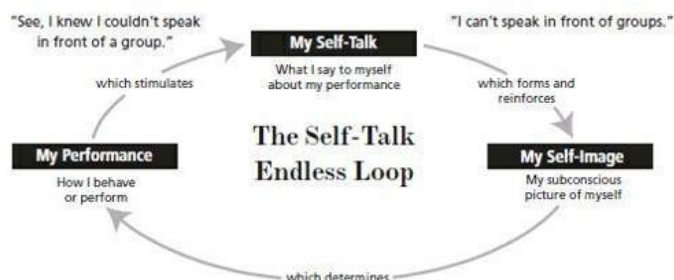 "See, I knew I couldn't speak
in front of a group."
"I can't speak in front of groups."
My Self-Talk
What I say to myself
about my performance
which stimulates
which forms and
reinforces
The Self-Talk
Endless Loop
My Performance
How I behave
or perform
My Self-Image
My subconscious
picture of myself
which determines